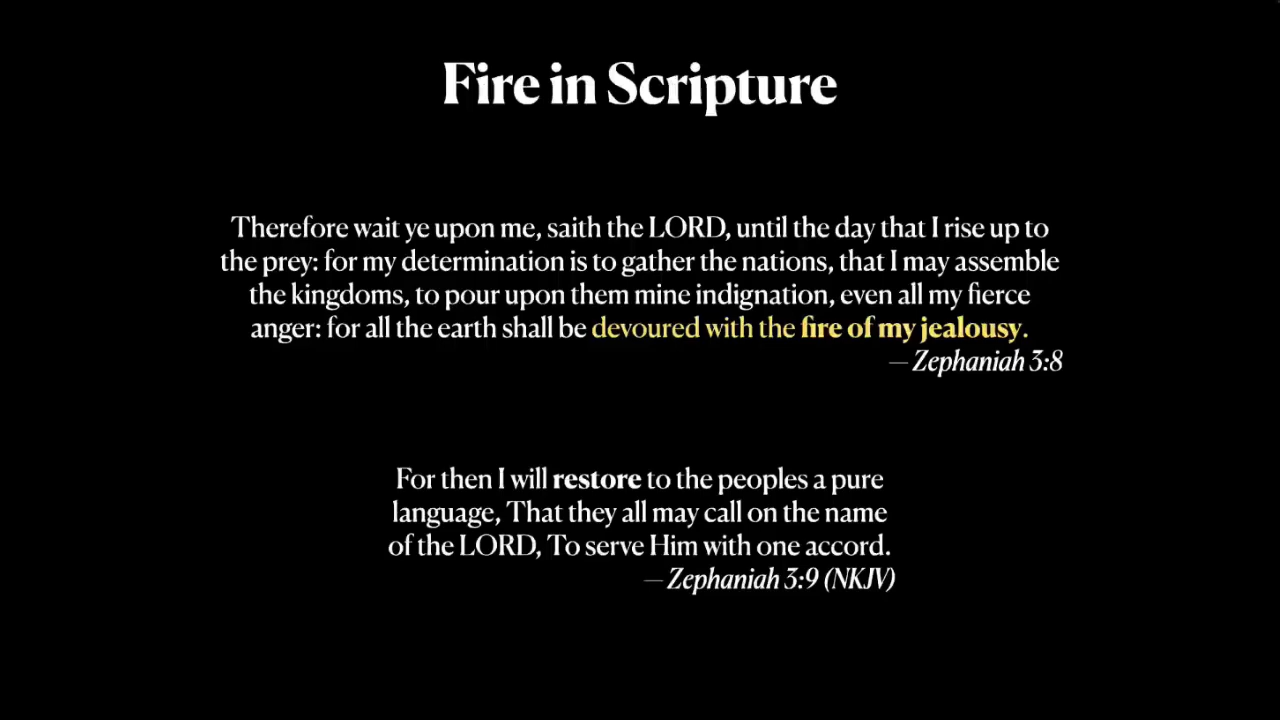 Fire in Scripture
Therefore wait ye upon me, saith the LORD, until the day that I rise up to
the prey: for my determination is to gather the nations, that I may assemble
the kingdoms, to pour upon them mine indignation, even all my fierce
anger: for all the earth shall be devoured with the fire of my jealousy.
— Zephaniah 3:8
For then I will restore to the peoples a pure
language, That they all may call on the name
of the LORD, To serve Him with one accord.
— Zephaniah 3:9 (NKJV)